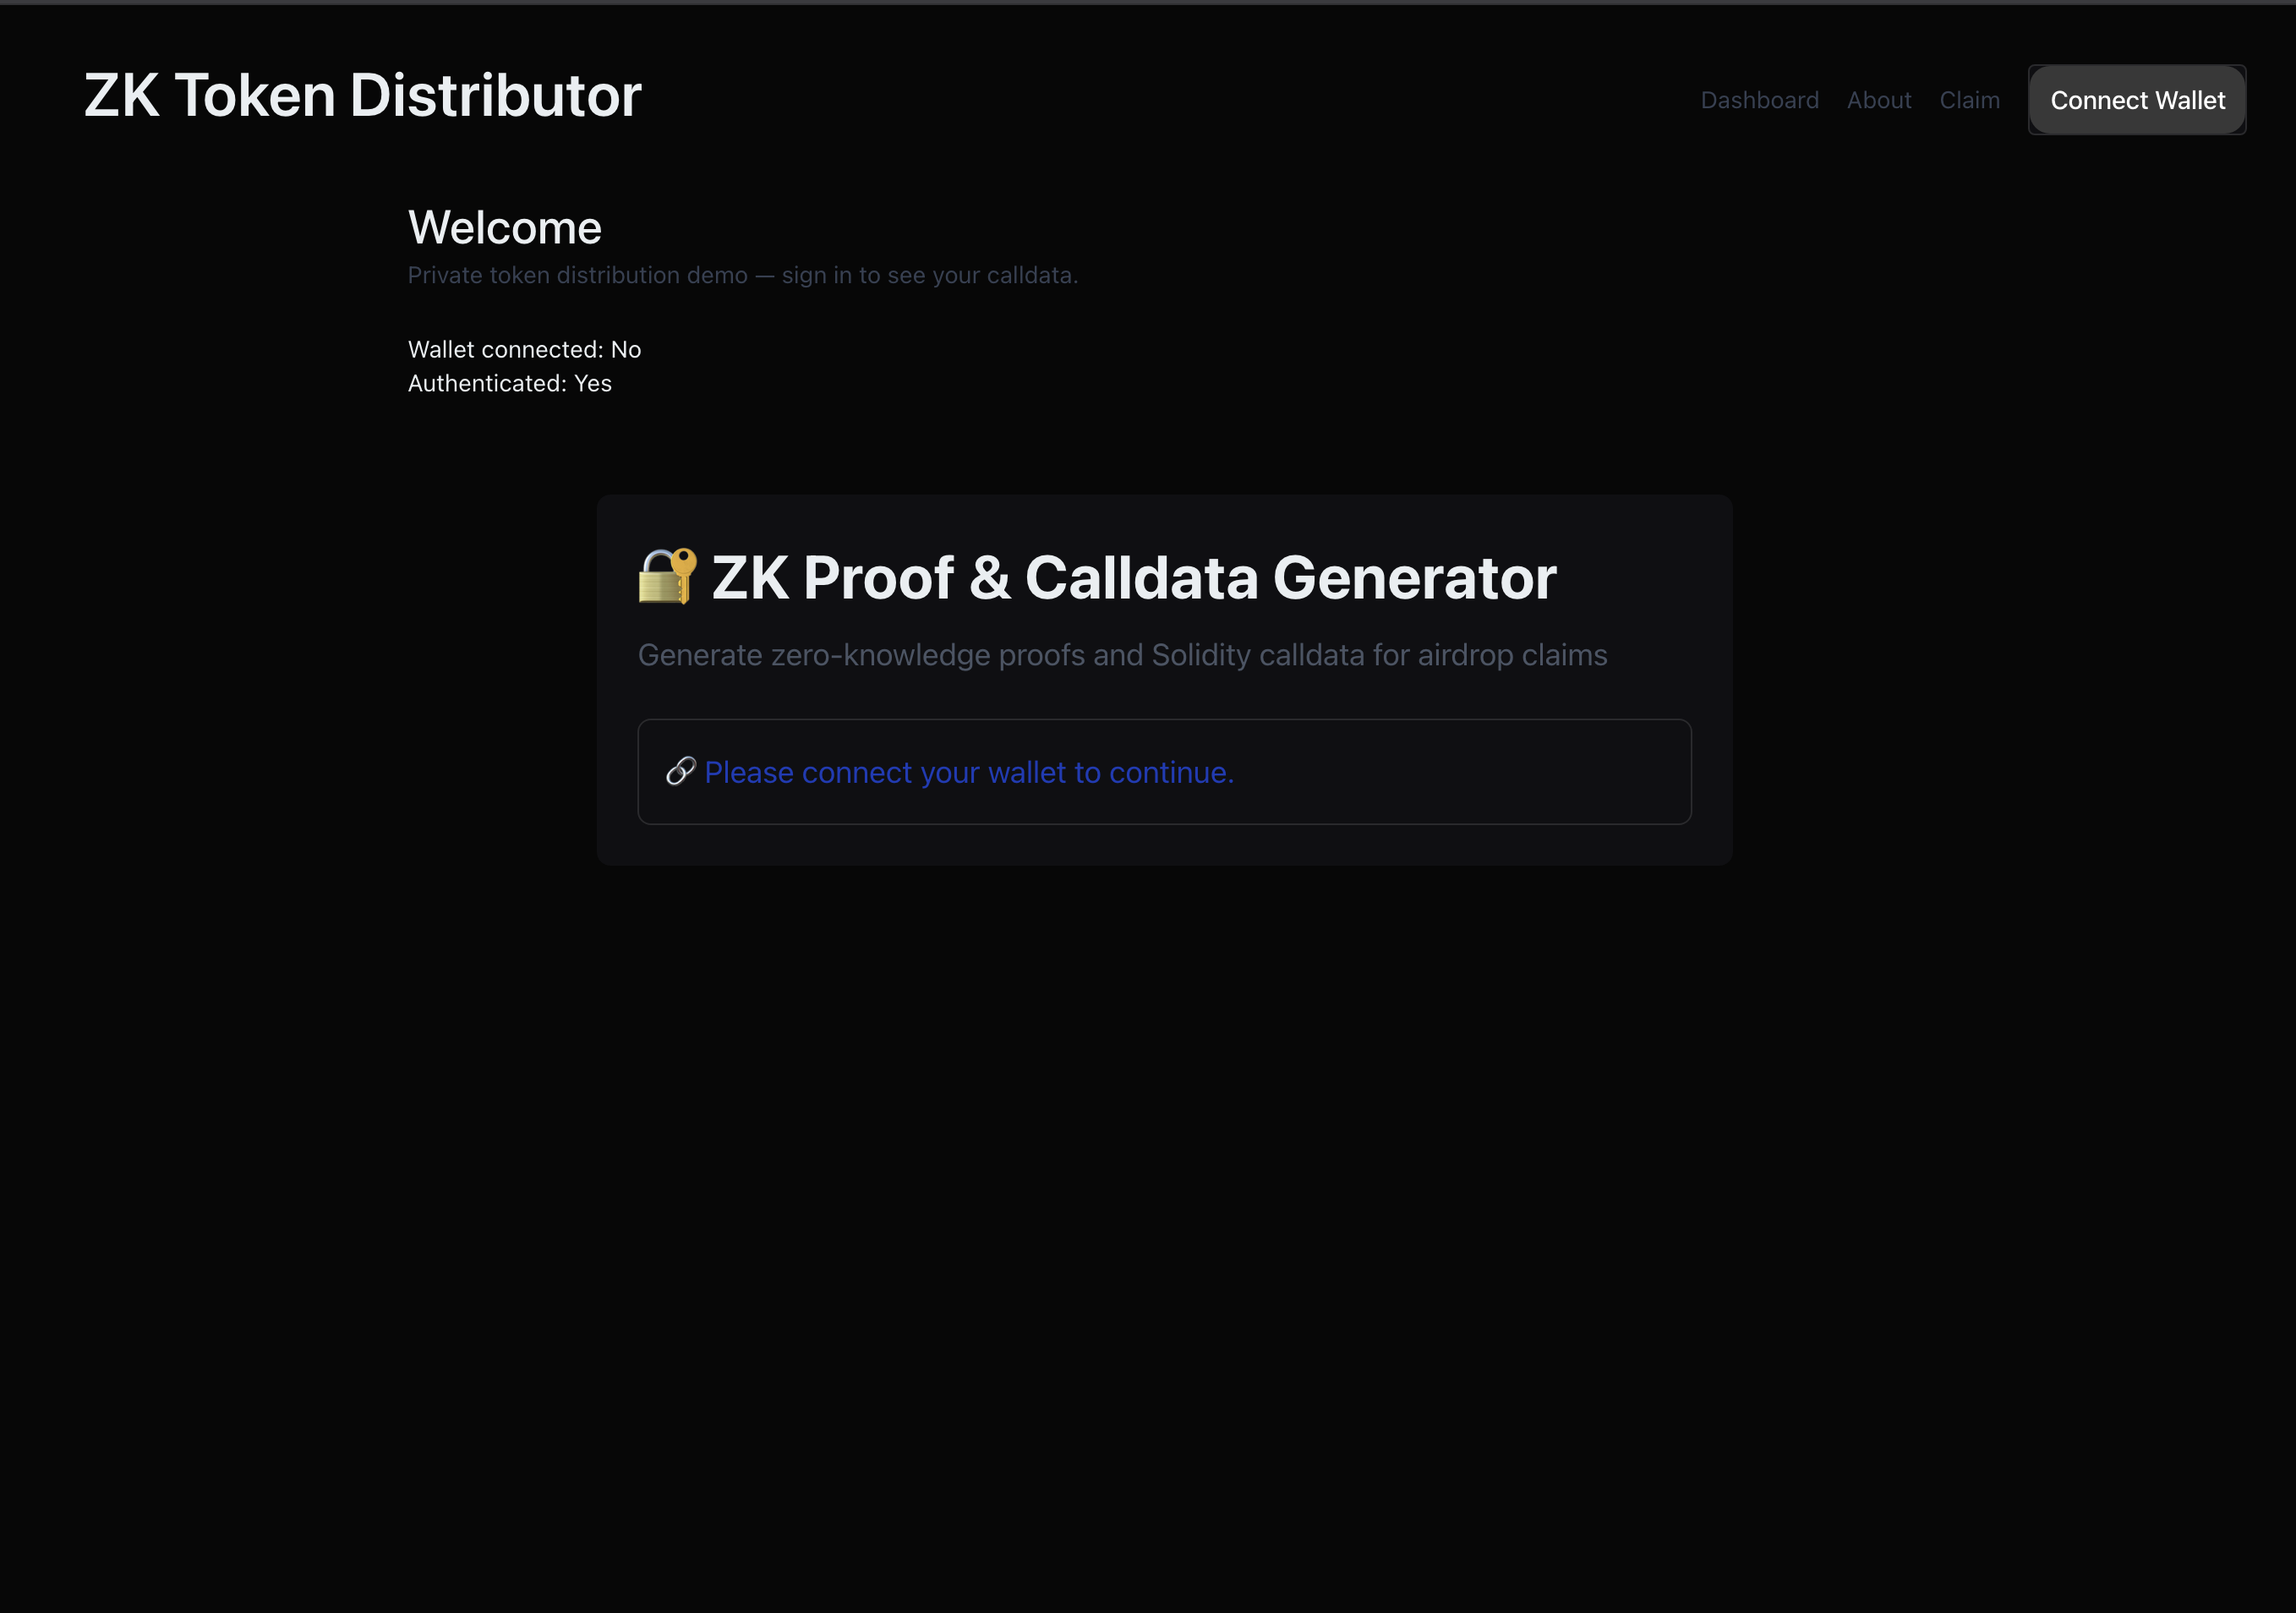 ZK Token Distributor
Dashboard About Claim Connect Wallet
Welcome
Private token distribution demo — sign in to see your calldata.
Wallet connected: No
Authenticated: Yes
🔐 ZK Proof & Calldata Generator
Generate zero-knowledge proofs and Solidity calldata for airdrop claims
🔗 Please connect your wallet to continue.